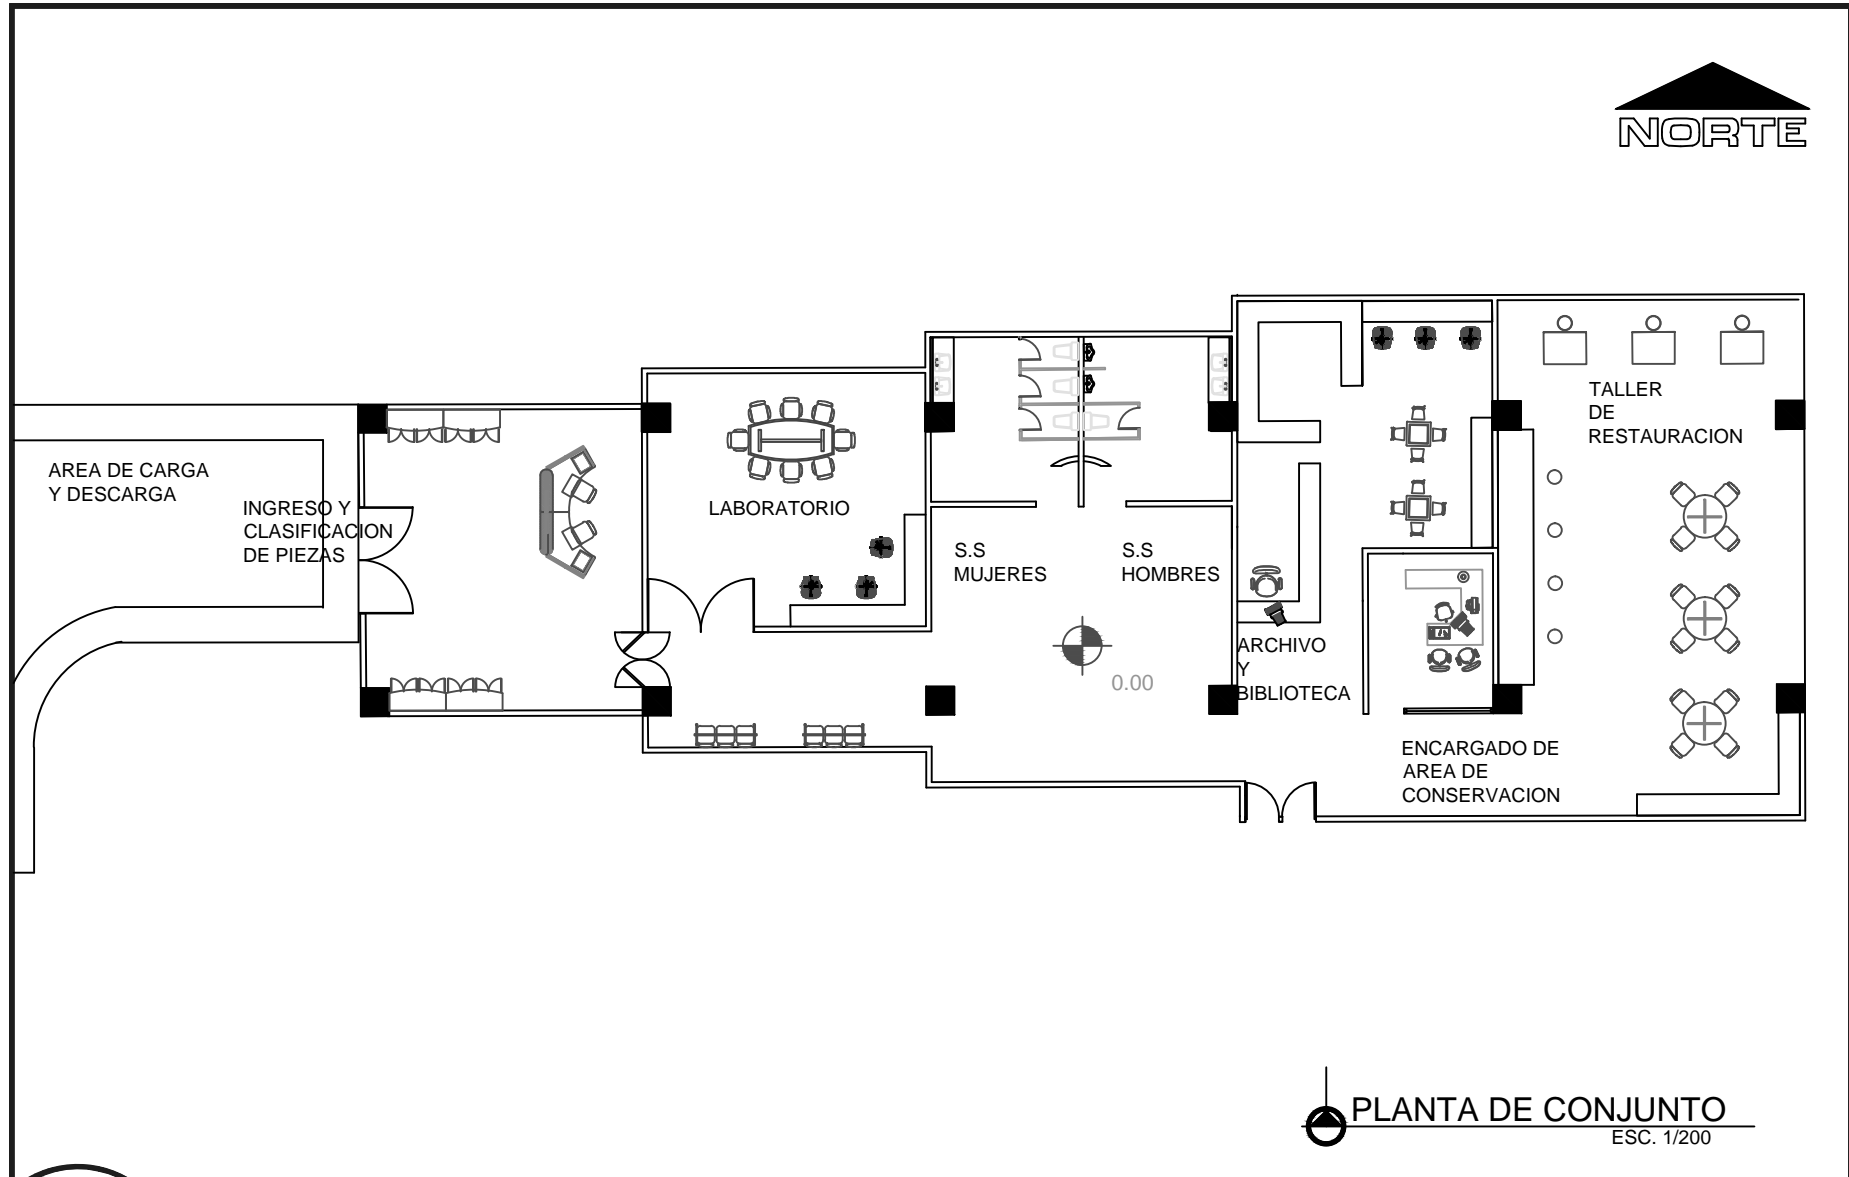 NORTE
AREA DE CARGA
Y DESCARGA
INGRESO Y
CLASIFICACION
DE PIEZAS
LABORATORIO
S.S
MUJERES
S.S
HOMBRES
0.00
ARCHIVO
Y
BIBLIOTECA
TALLER
DE
RESTAURACION
ENCARGADO DE
AREA DE
CONSERVACION
PLANTA DE CONJUNTO
ESC. 1/200